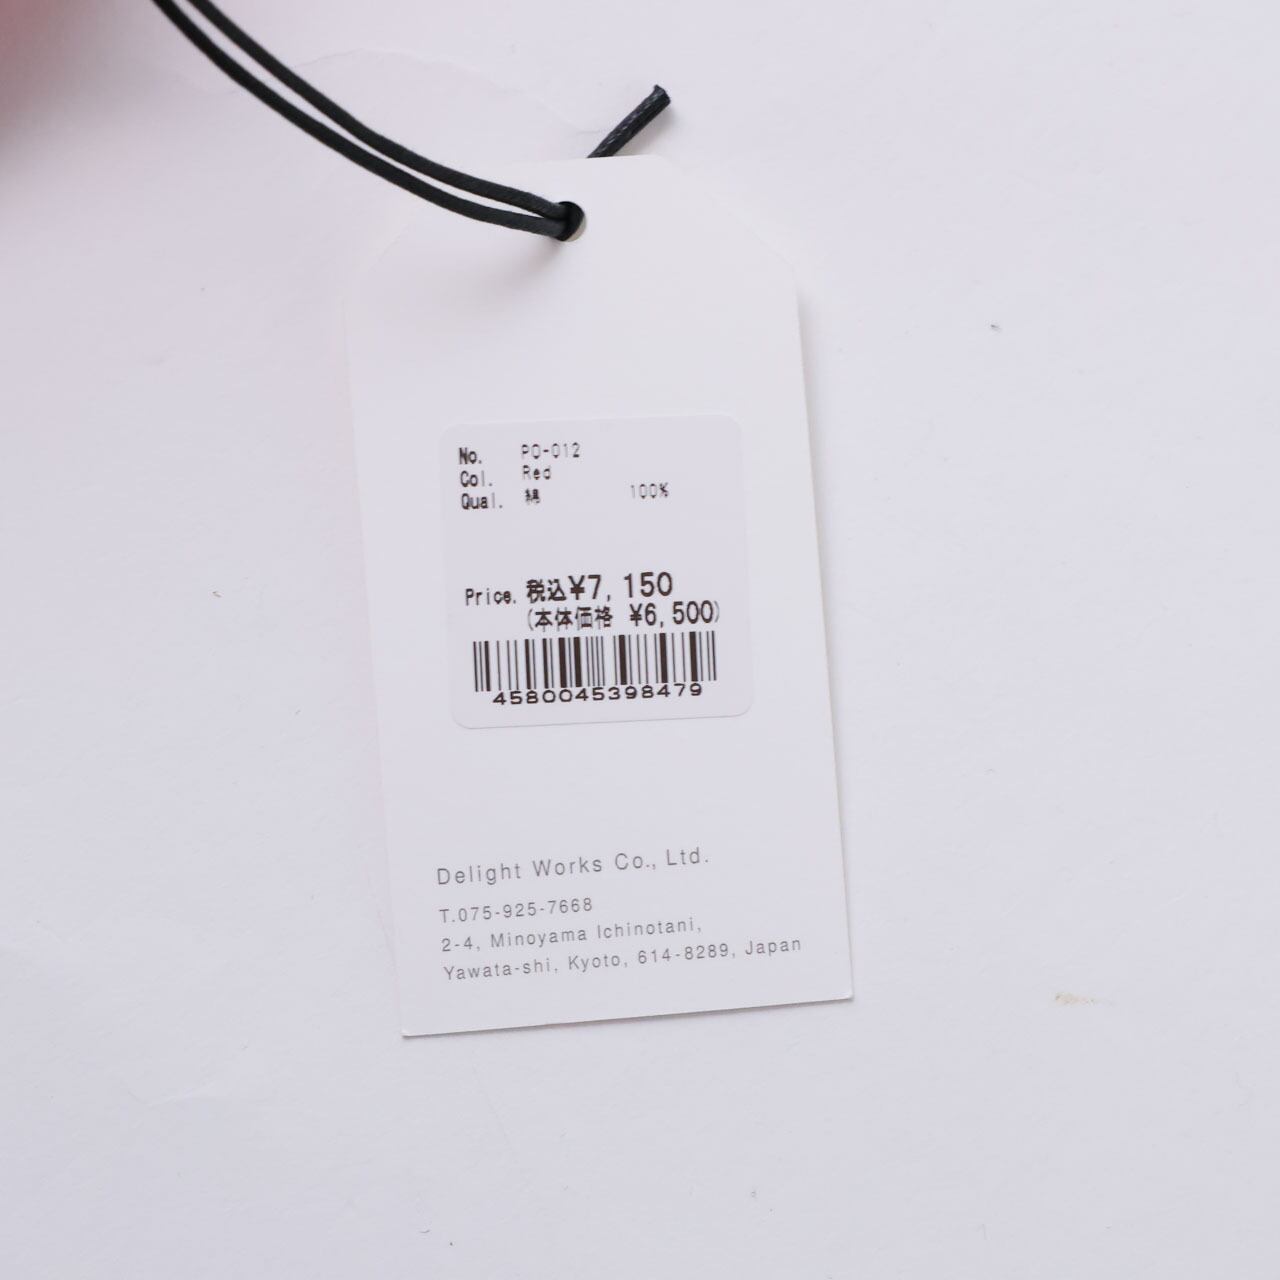 No. PO-012
Col. Red
Qual. 綿 100%
Price. 税込¥7,150
(本体価格 ¥6,500)
4580045398479
Delight Works Co., Ltd.
T.075-925-7668
2-4, Minoyama Ichinotani,
Yawata-shi, Kyoto, 614-8289, Japan